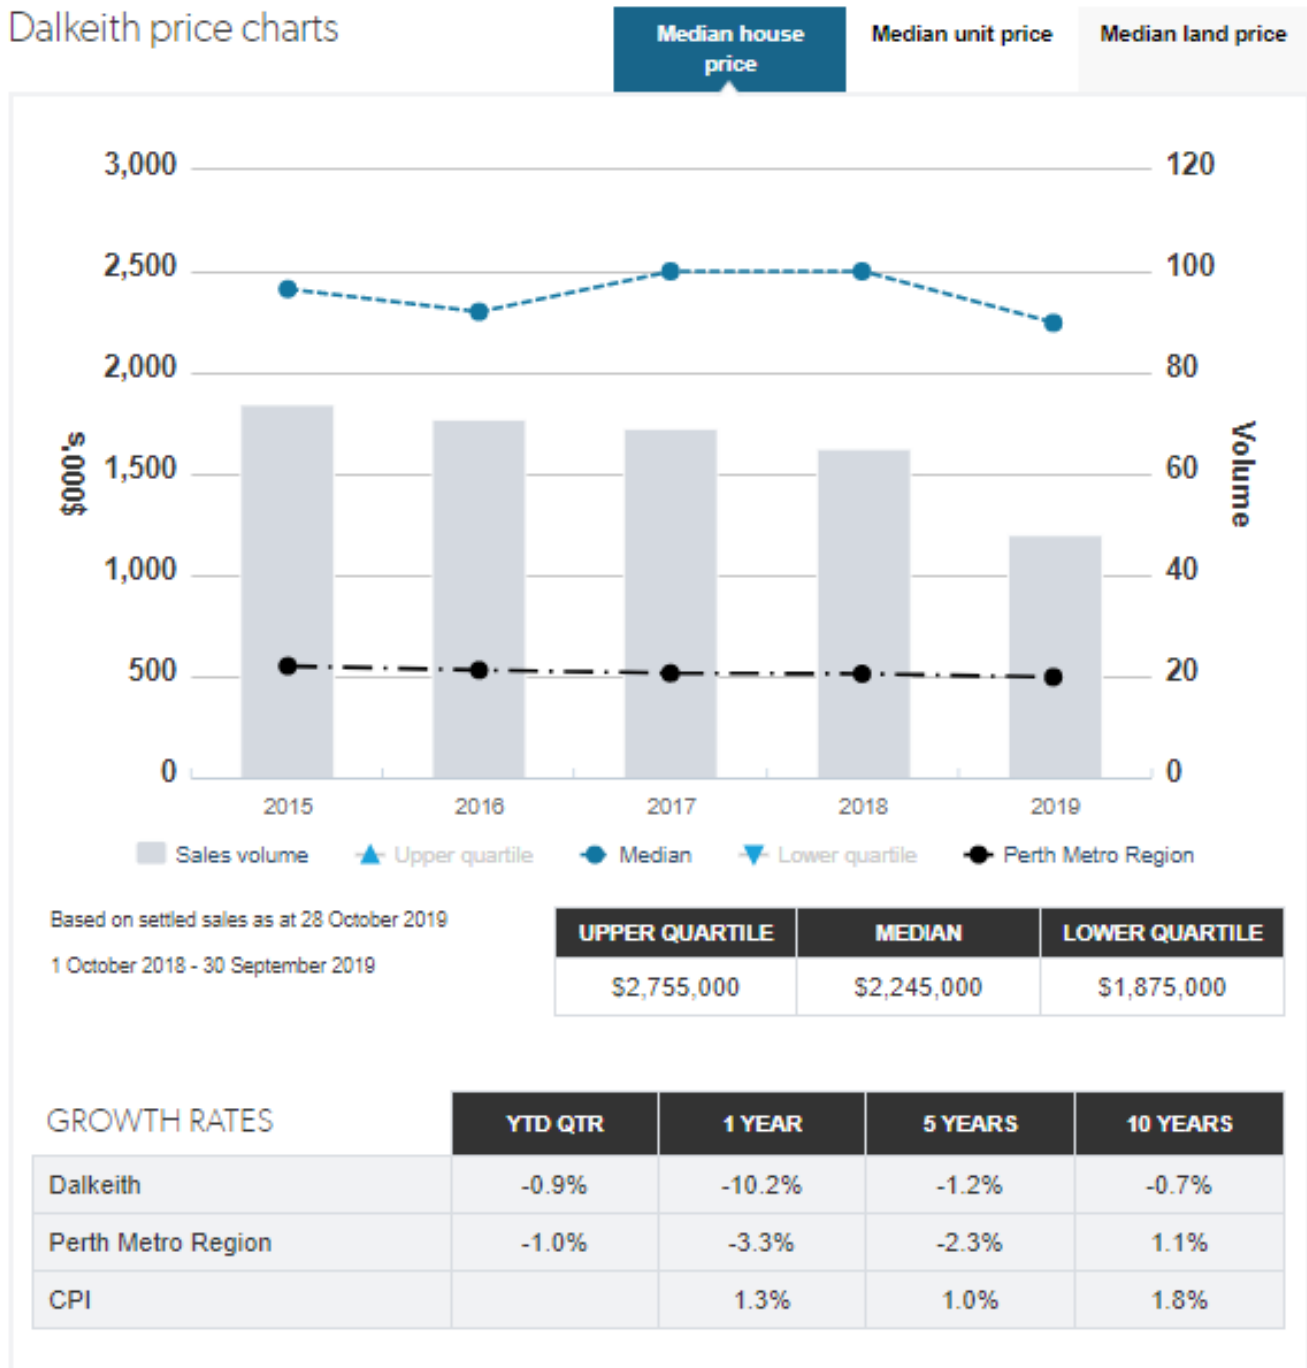 Dalkeith price charts
Median house price
Median unit price
Median land price
3,000
2,500
2,000
1,500
1,000
500
0
$000's
120
100
80
60
40
20
0
Volume
2015 2016 2017 2018 2019
Sales volume Upper quartile Median Lower quartile Perth Metro Region
Based on settled sales as at 28 October 2019
1 October 2018 - 30 September 2019
UPPER QUARTILE MEDIAN LOWER QUARTILE
$2,755,000 $2,245,000 $1,875,000
GROWTH RATES YTD QTR 1 YEAR 5 YEARS 10 YEARS
Dalkeith -0.9% -10.2% -1.2% -0.7%
Perth Metro Region -1.0% -3.3% -2.3% 1.1%
CPI 1.3% 1.0% 1.8%